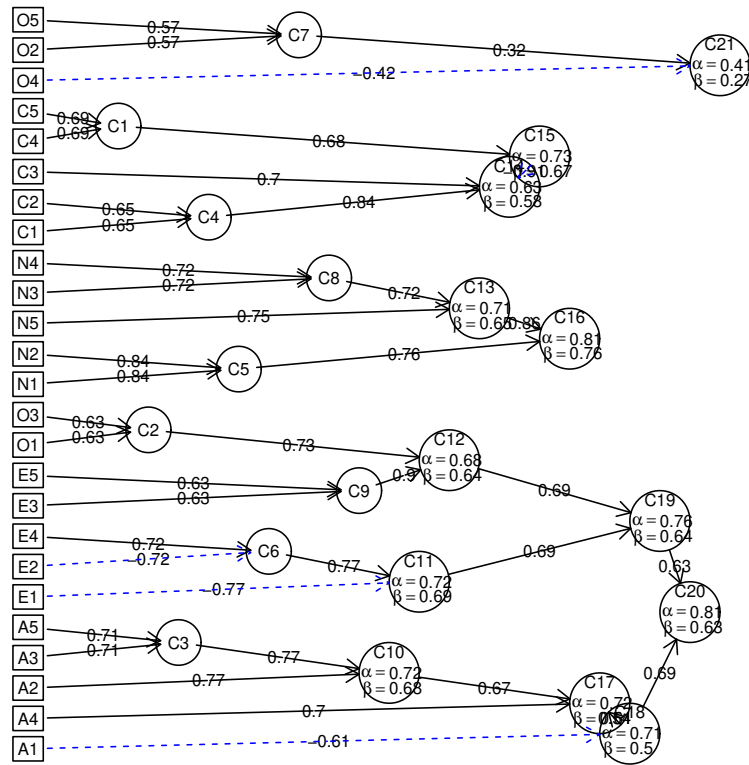 O5
0.57
O2
0.57
C7
0.32
C21
α = 0.41
β = 0.27
O4
−0.42
C5
0.69
C4
0.69
C1
0.68
C15
α = 0.73
C3
0.7
α = 0.63
β = 0.58
C2
0.65
C1
0.65
C4
0.84
N4
0.72
N3
0.72
C8
0.72
C13
α = 0.71
β = 0.65
0.86
N5
0.75
C16
α = 0.81
β = 0.76
N2
0.84
N1
0.84
C5
0.76
O3
0.63
O1
0.63
C2
0.73
C12
α = 0.68
β = 0.64
0.69
E5
0.63
E3
0.63
C9
0.9
C19
α = 0.76
β = 0.64
E4
0.72
E2
−0.72
C6
0.77
C11
α = 0.72
β = 0.69
0.69
E1
−0.77
0.63
C20
α = 0.81
β = 0.63
A5
0.71
A3
0.71
C3
0.77
C10
α = 0.72
β = 0.68
0.67
A2
0.77
C17
α = 0.72
0.69
A4
0.7
C18
α = 0.71
β = 0.5
A1
−0.61